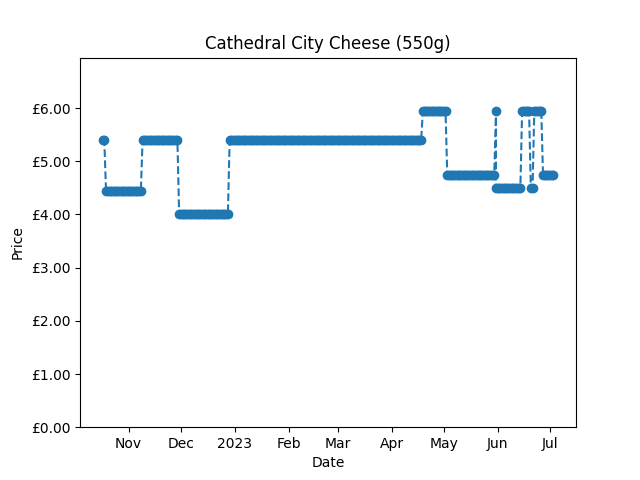 Cathedral City Cheese (550g)
£6.00
£5.00
£4.00
£3.00
£2.00
£1.00
£0.00
Price
Nov Dec 2023 Feb Mar Apr May Jun Jul
Date